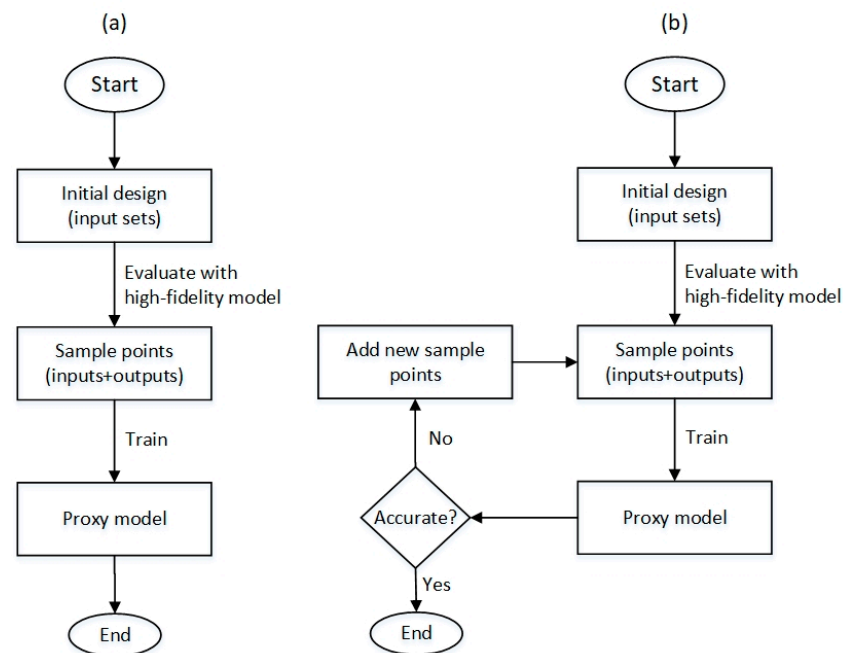 (a)
Start
Initial design
(input sets)
Evaluate with
high-fidelity model
Sample points
(inputs+outputs)
Train
Proxy model
End
(b)
Start
Initial design
(input sets)
Evaluate with
high-fidelity model
Sample points
(inputs+outputs)
Train
Proxy model
Accurate?
No
Add new sample
points
Yes
End